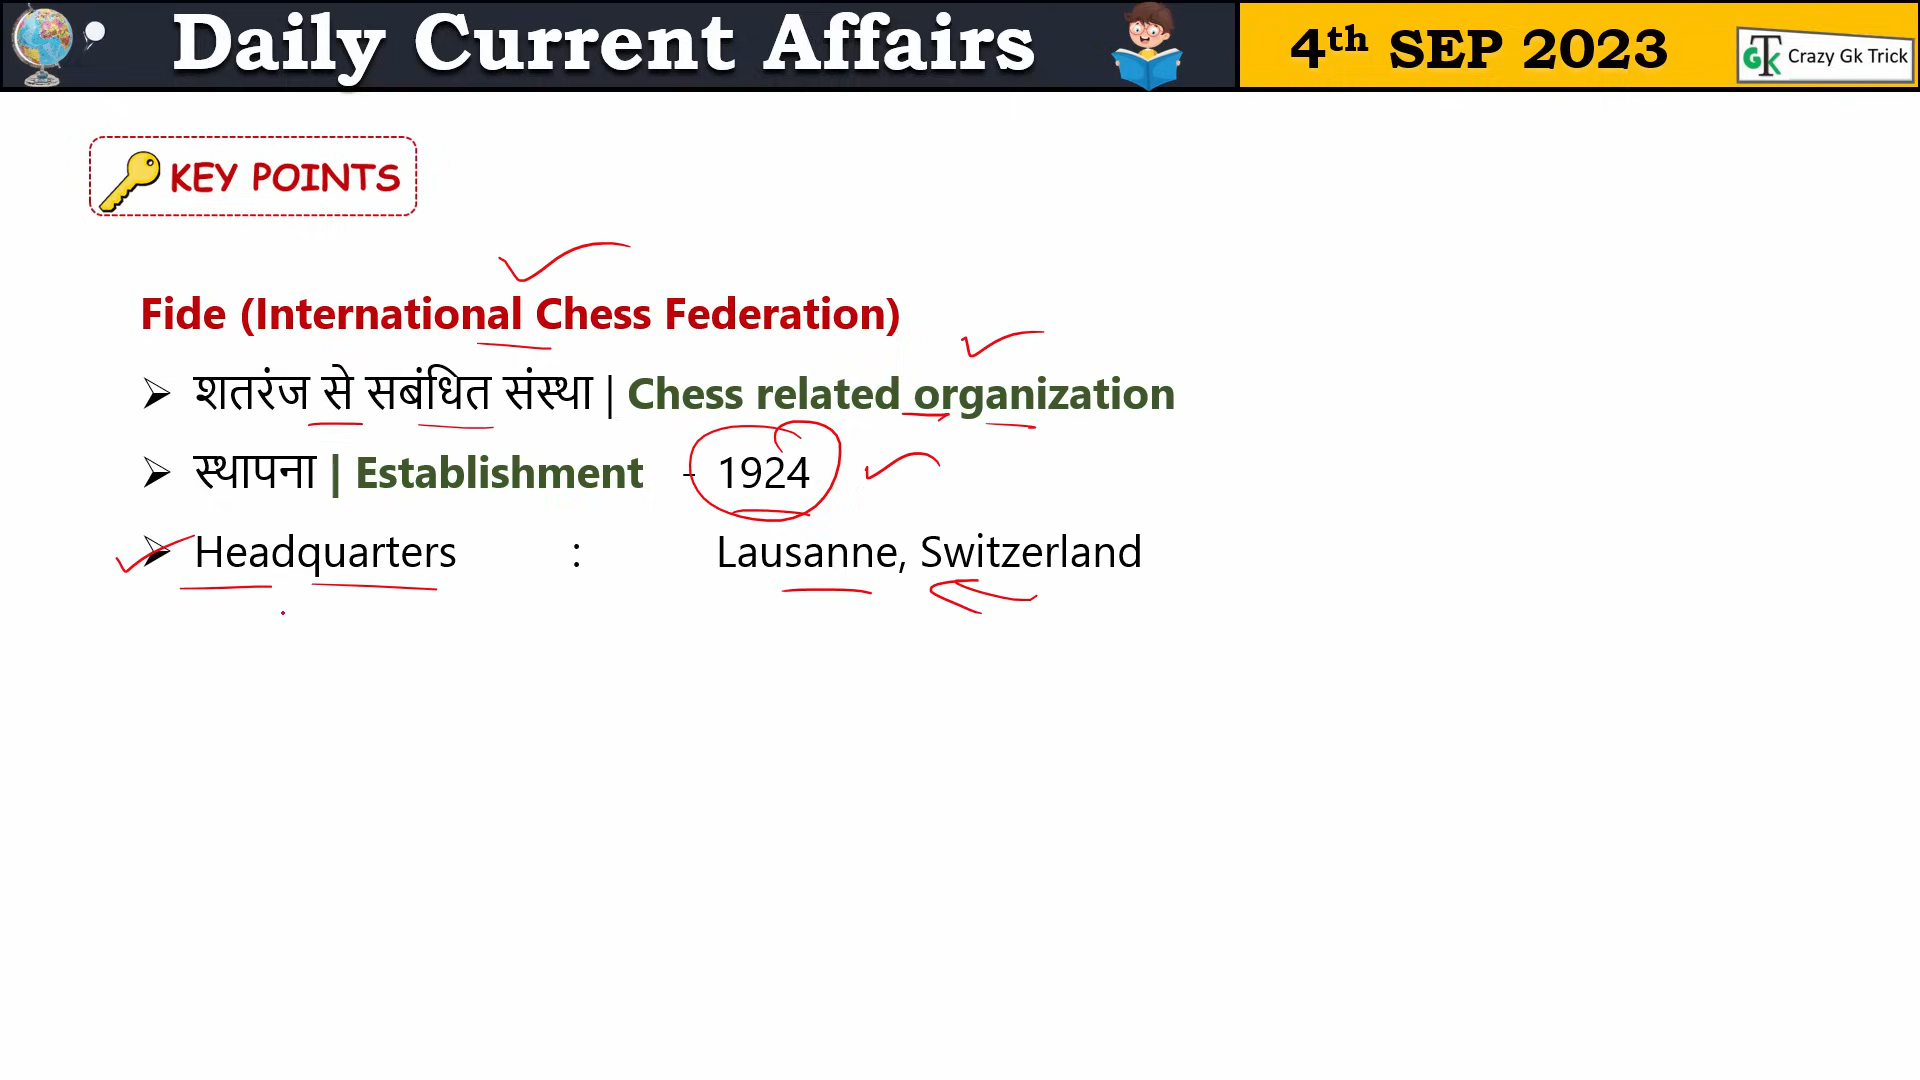 Daily Current Affairs
4th SEP 2023
GTK Crazy Gk Trick
KEY POINTS
Fide (International Chess Federation)
➢ शतरंज से सबंधित संस्था | Chess related organization
➢ स्थापना | Establishment - 1924
➢ Headquarters : Lausanne, Switzerland